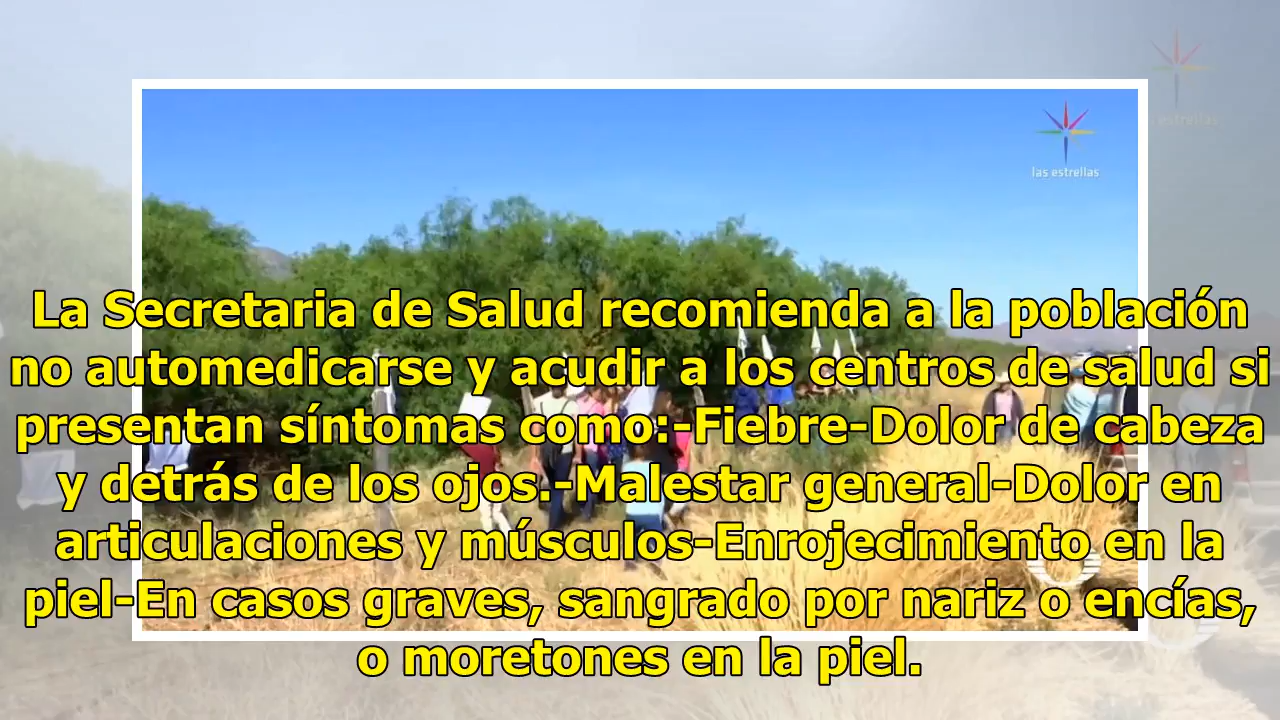 las estrellas
estrellas
La Secretaria de Salud recomienda a la población
no automedicarse y acudir a los centros de salud si
presentan síntomas como:-Fiebre-Dolor de cabeza
y detrás de los ojos.-Malestar general-Dolor en
articulaciones y músculos-Enrojecimiento en la
piel-En casos graves, sangrado por nariz o encías,
o moretones en la piel.